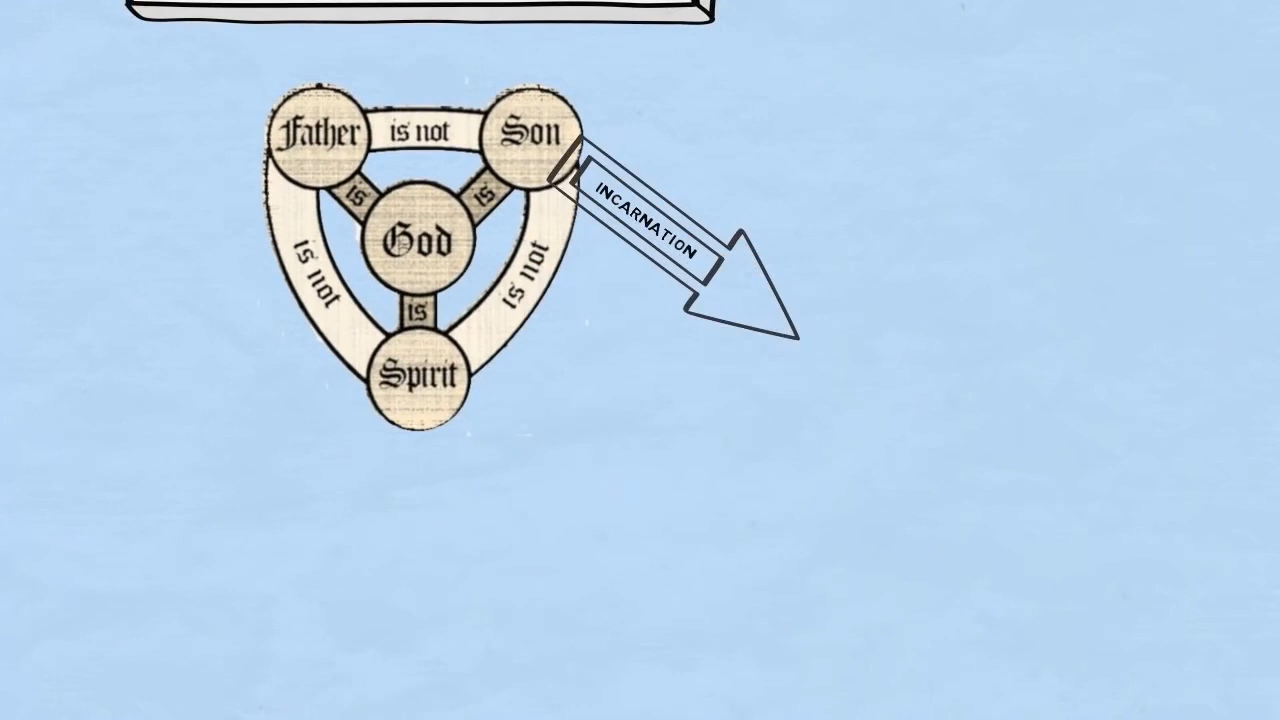 Father
is not
Son
is
is
God
is not
is not
is
Spirit
INCARNATION